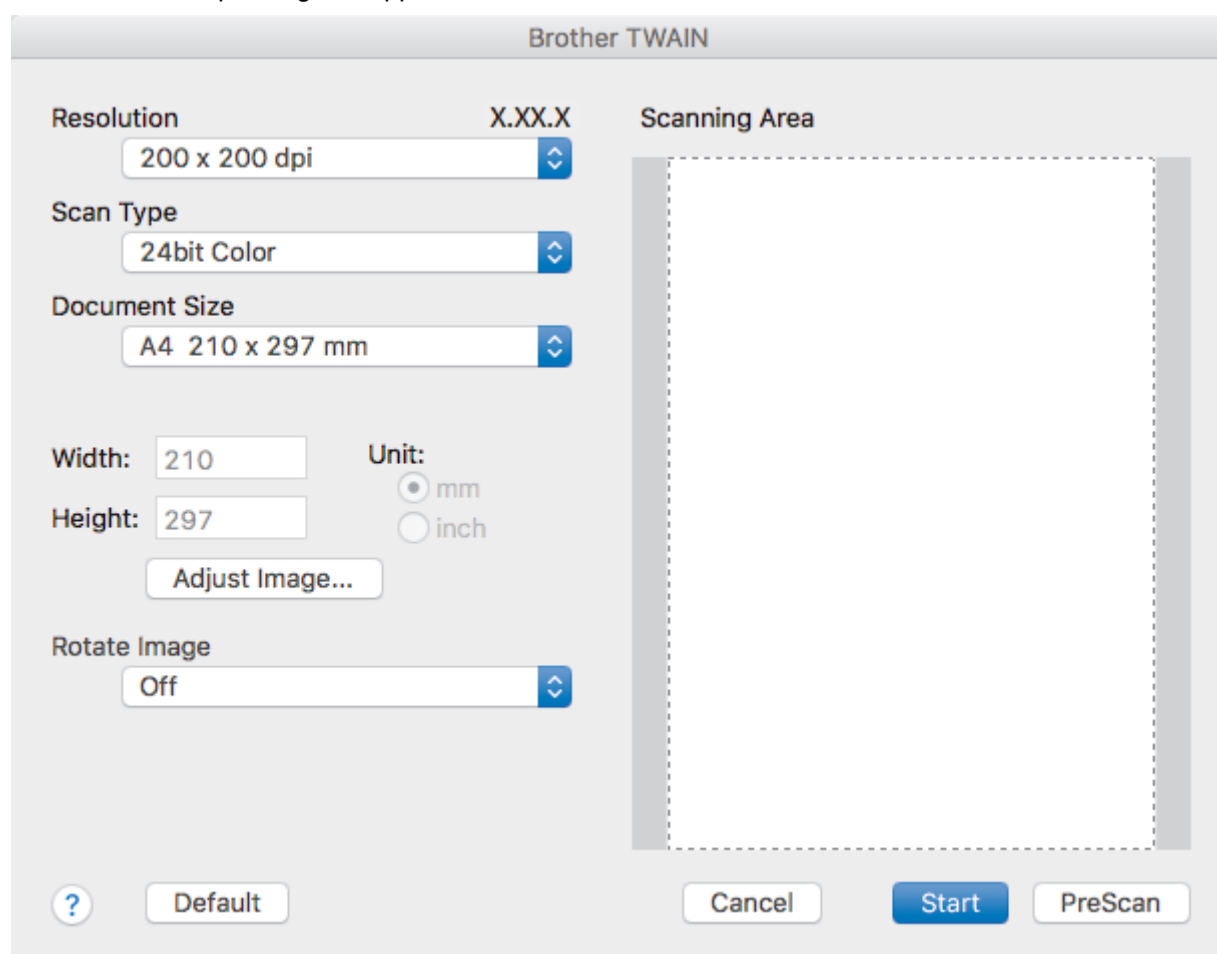 Brother TWAIN
Resolution X.XX.X
200 x 200 dpi
Scan Type
24bit Color
Document Size
A4 210 x 297 mm
Width: 210
Height: 297
Unit:
mm
inch
Adjust Image...
Rotate Image
Off
Scanning Area
? Default Cancel Start PreScan